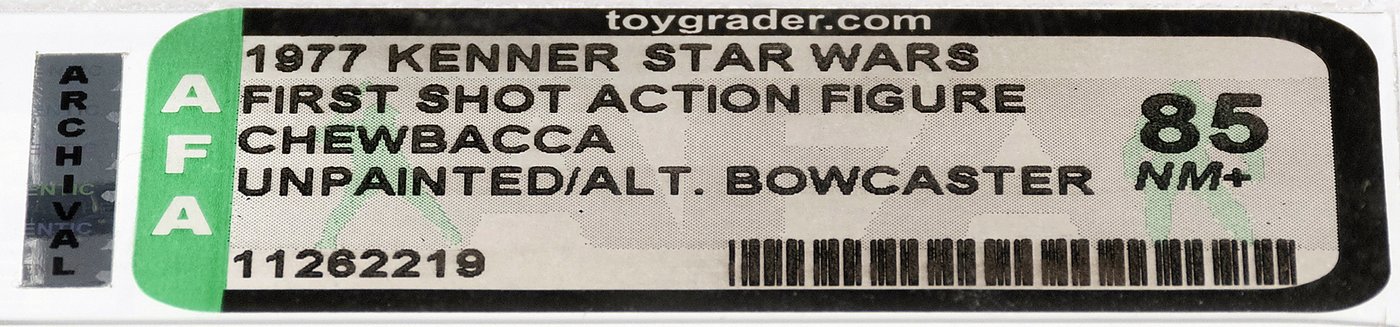 toygrader.com
ARCHIVAL
AFA
1977 KENNER STAR WARS
FIRST SHOT ACTION FIGURE
CHEWBACCA
UNPAINTED/ALT. BOWCASTER
85
NM+
11262219